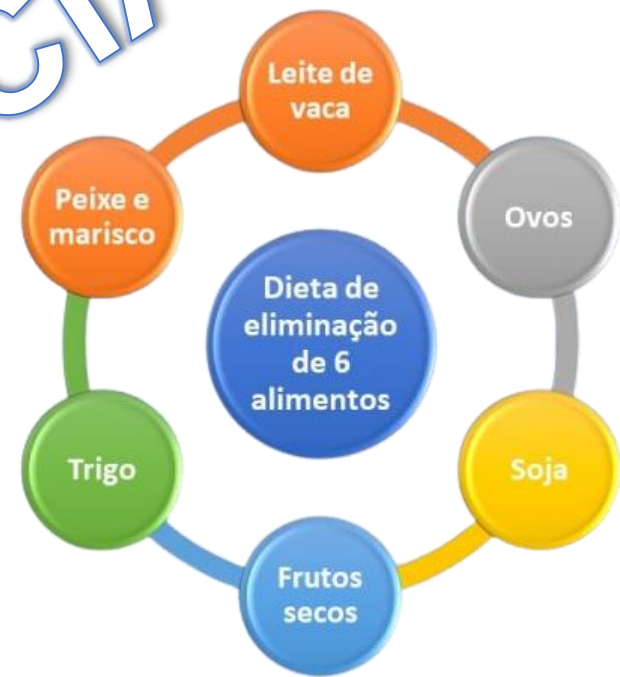 Leite de
vaca
Peixe e
marisco
Ovos
Dieta de
eliminação
de 6
alimentos
Trigo
Soja
Frutos
secos